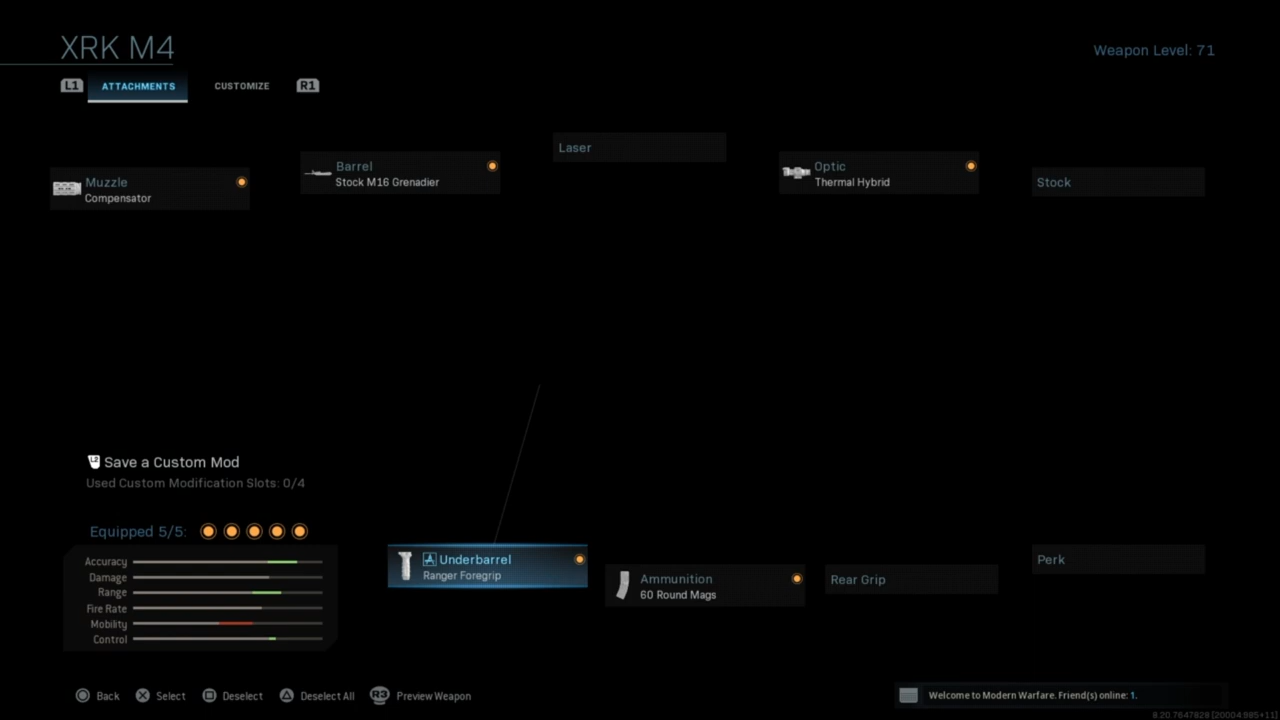 XRK M4
Weapon Level: 71
L1 ATTACHMENTS CUSTOMIZE R1
Laser
Barrel
Stock M16 Grenadier
Optic
Thermal Hybrid
Muzzle
Compensator
Stock
L2 Save a Custom Mod
Used Custom Modification Slots: 0/4
Equipped 5/5:
Accuracy
Damage
Range
Fire Rate
Mobility
Control
Underbarrel
Ranger Foregrip
Ammunition
60 Round Mags
Rear Grip
Perk
Back Select Deselect Deselect All R3 Preview Weapon
Welcome to Modern Warfare. Friend(s) online: 1.